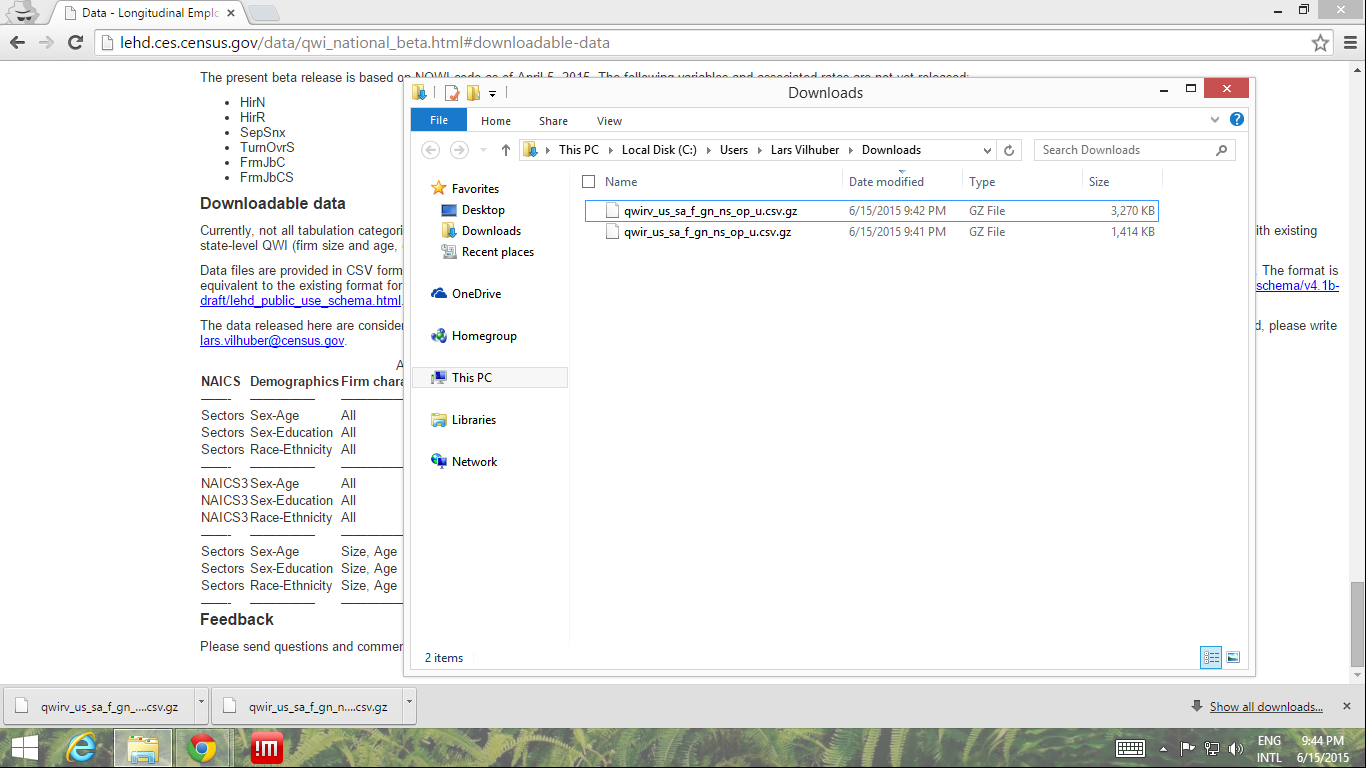 Data - Longitudinal Emplo
lehd.ces.census.gov/data/qwi_national_beta.html#downloadable-data
The present beta release is based on NQWI code as of April 5, 2015. The following variables and associated rates are not yet released:
HirN
HirR
SepSnx
TurnOvrS
FrmJbC
FrmJbCS
Downloadable data
Currently, not all tabulation categori
ith existing
state-level QWI (firm size and age,
Data files are provided in CSV form
. The format is
equivalent to the existing format for
schema/v4.1b-
draft/lehd_public_use_schema.html.
The data released here are consider
d, please write
lars.vilhuber@census.gov.
A
NAICS Demographics Firm chara
Sectors Sex-Age All
Sectors Sex-Education All
Sectors Race-Ethnicity All
NAICS3 Sex-Age All
NAICS3 Sex-Education All
NAICS3 Race-Ethnicity All
Sectors Sex-Age Size, Age
Sectors Sex-Education Size, Age
Sectors Race-Ethnicity Size, Age
Feedback
Please send questions and commen
Downloads
File Home Share View
This PC Local Disk (C:) Users Lars Vilhuber Downloads
Search Downloads
Favorites
Desktop
Downloads
Recent places
OneDrive
Homegroup
This PC
Libraries
Network
Name Date modified Type Size
qwirv_us_sa_f_gn_ns_op_u.csv.gz 6/15/2015 9:42 PM GZ File 3,270 KB
qwir_us_sa_f_gn_ns_op_u.csv.gz 6/15/2015 9:41 PM GZ File 1,414 KB
2 items
qwirv_us_sa_f_gn_....csv.gz
qwir_us_sa_f_gn_n....csv.gz
Show all downloads...
!m
ENG 9:44 PM
INTL 6/15/2015